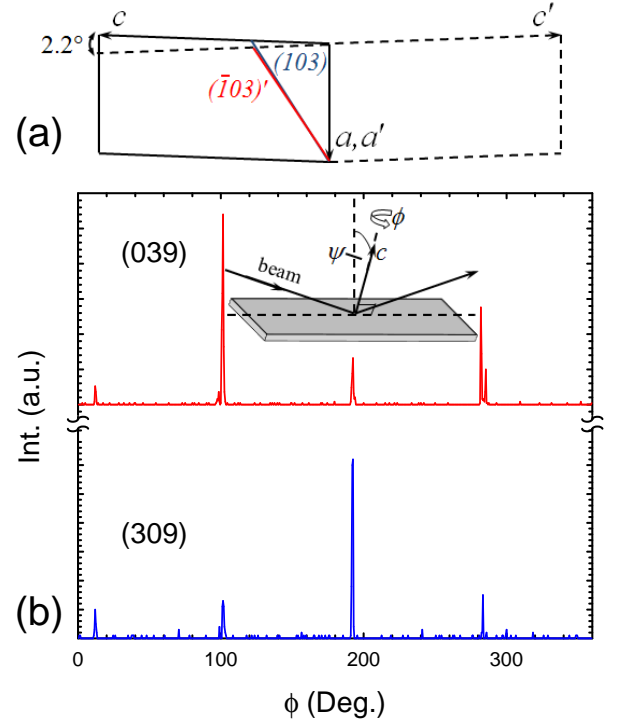 c
c′
2.2°
(103)
(1̄03)′
(a)
a, a′
(039)
ϕ
ψ
c
beam
Int. (a.u.)
(309)
(b)
0
100
200
300
ϕ (Deg.)